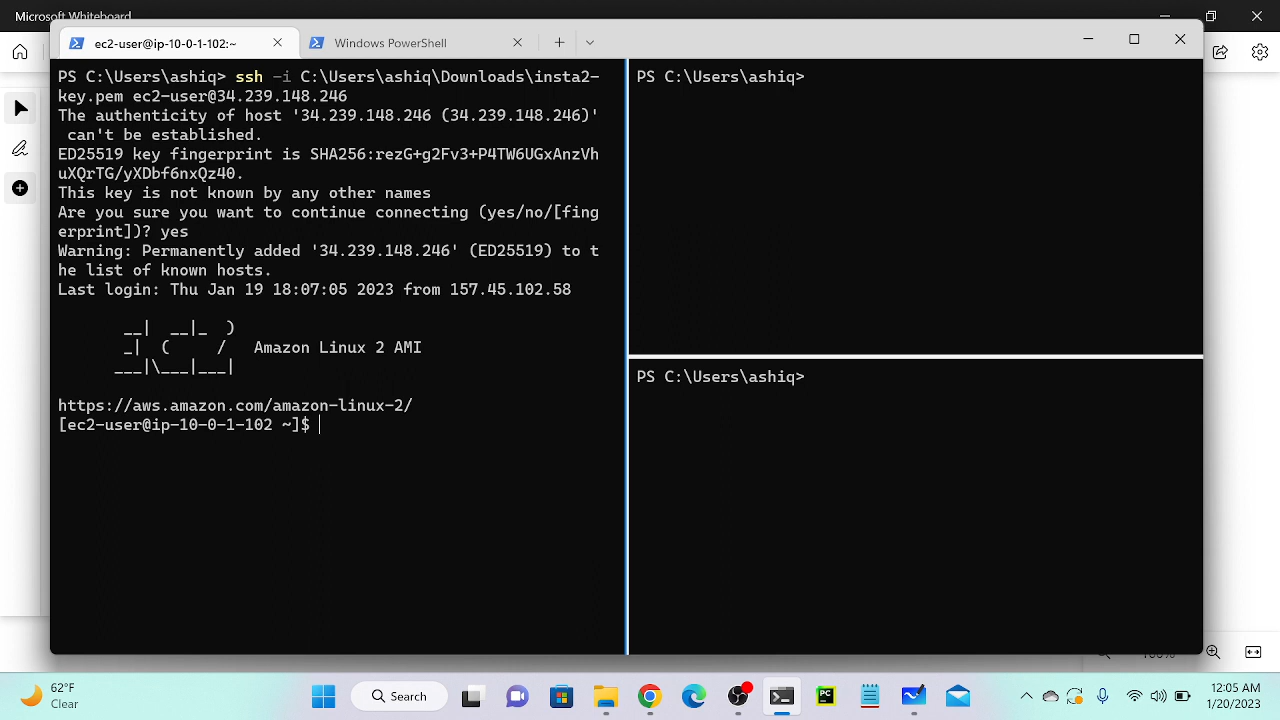 Microsoft Whiteboard
ec2-user@ip-10-0-1-102:~
Windows PowerShell
PS C:\Users\ashiq> ssh -i C:\Users\ashiq\Downloads\insta2-
key.pem ec2-user@34.239.148.246
The authenticity of host '34.239.148.246 (34.239.148.246)'
can't be established.
ED25519 key fingerprint is SHA256:rezG+g2Fv3+P4TW6UGxAnzVh
uXQrTG/yXDbf6nxQz40.
This key is not known by any other names
Are you sure you want to continue connecting (yes/no/[fing
erprint])? yes
Warning: Permanently added '34.239.148.246' (ED25519) to t
he list of known hosts.
Last login: Thu Jan 19 18:07:05 2023 from 157.45.102.58
__|  __|_  )
_|  (     /   Amazon Linux 2 AMI
___|\___|___|
https://aws.amazon.com/amazon-linux-2/
[ec2-user@ip-10-0-1-102 ~]$
PS C:\Users\ashiq>
PS C:\Users\ashiq>
62°F
Clear
Search
PC
12:05 AM
1/20/2023